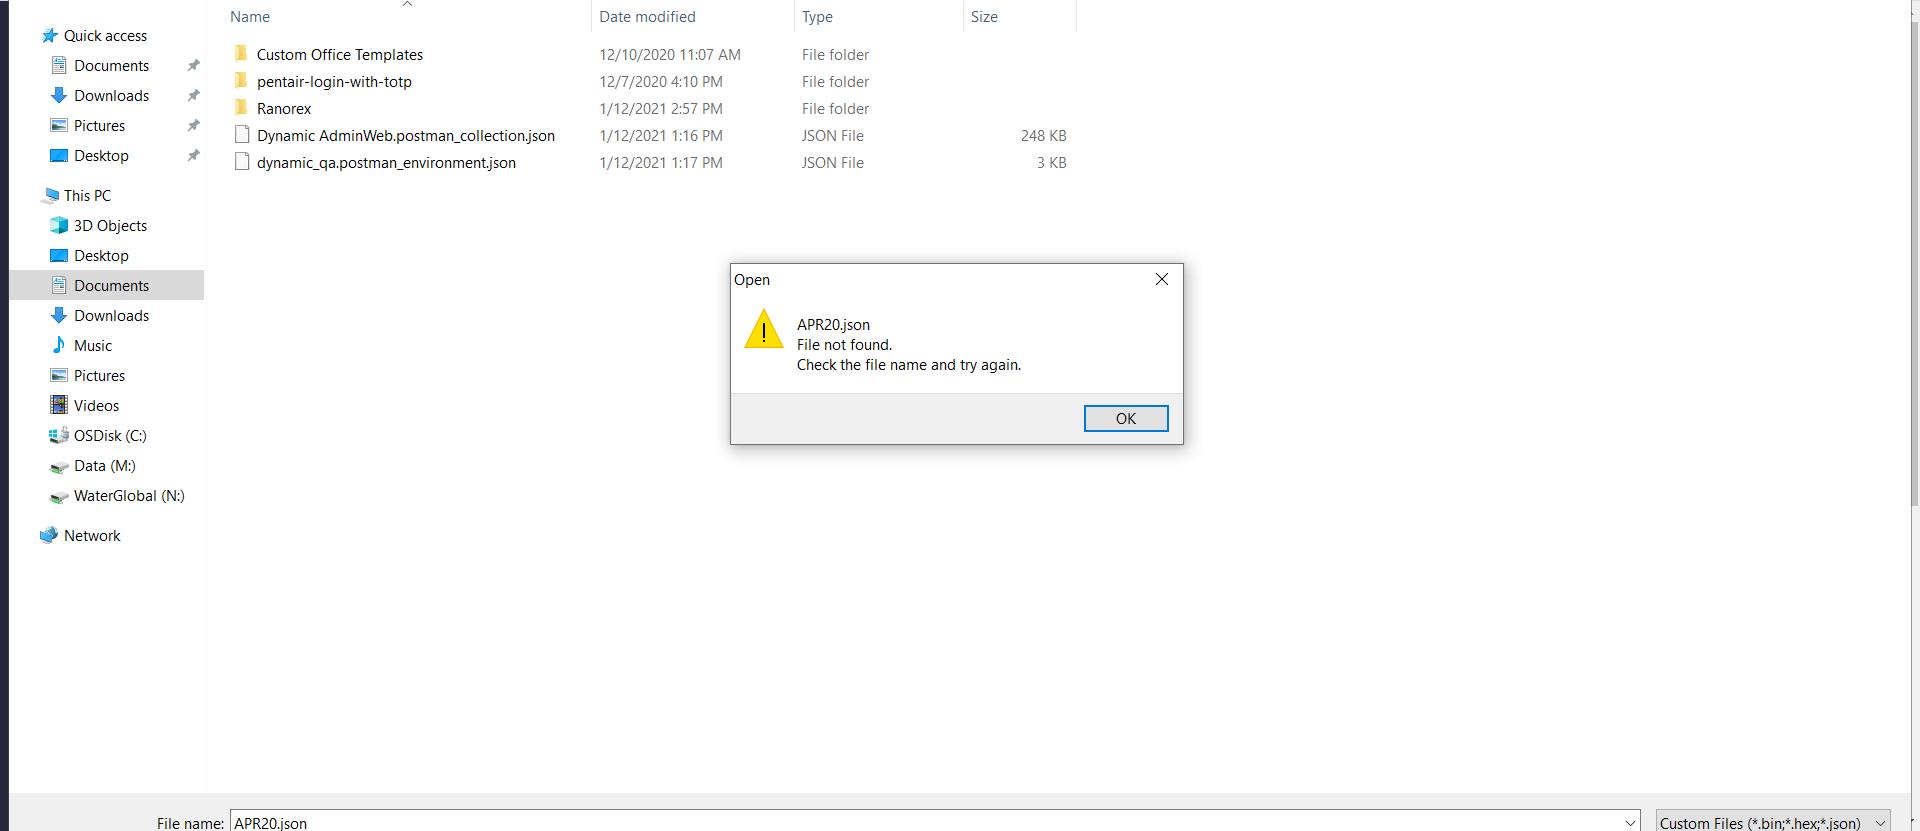 Name Date modified Type Size
Quick access
Documents
Downloads
Pictures
Desktop
This PC
3D Objects
Desktop
Documents
Downloads
Music
Pictures
Videos
OSDisk (C:)
Data (M:)
WaterGlobal (N:)
Network
Custom Office Templates 12/10/2020 11:07 AM File folder
pentair-login-with-totp 12/7/2020 4:10 PM File folder
Ranorex 1/12/2021 2:57 PM File folder
Dynamic AdminWeb.postman_collection.json 1/12/2021 1:16 PM JSON File 248 KB
dynamic_qa.postman_environment.json 1/12/2021 1:17 PM JSON File 3 KB
Open
!
APR20.json
File not found.
Check the file name and try again.
OK
File name: APR20.json Custom Files (*.bin;*.hex;*.json)